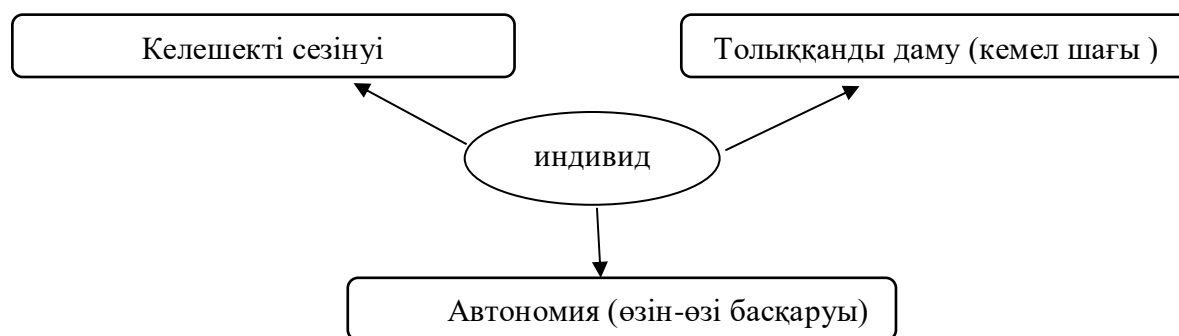 Келешекті сезінуі
Толыққанды даму (кемел шағы )
индивид
Автономия (өзін-өзі басқаруы)